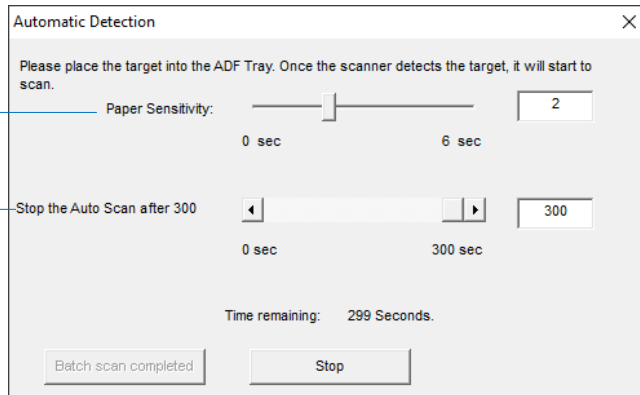 Automatic Detection
Please place the target into the ADF Tray. Once the scanner detects the target, it will start to
scan.
Paper Sensitivity:
2
0 sec
6 sec
Stop the Auto Scan after 300
300
0 sec
300 sec
Time remaining: 299 Seconds.
Batch scan completed
Stop